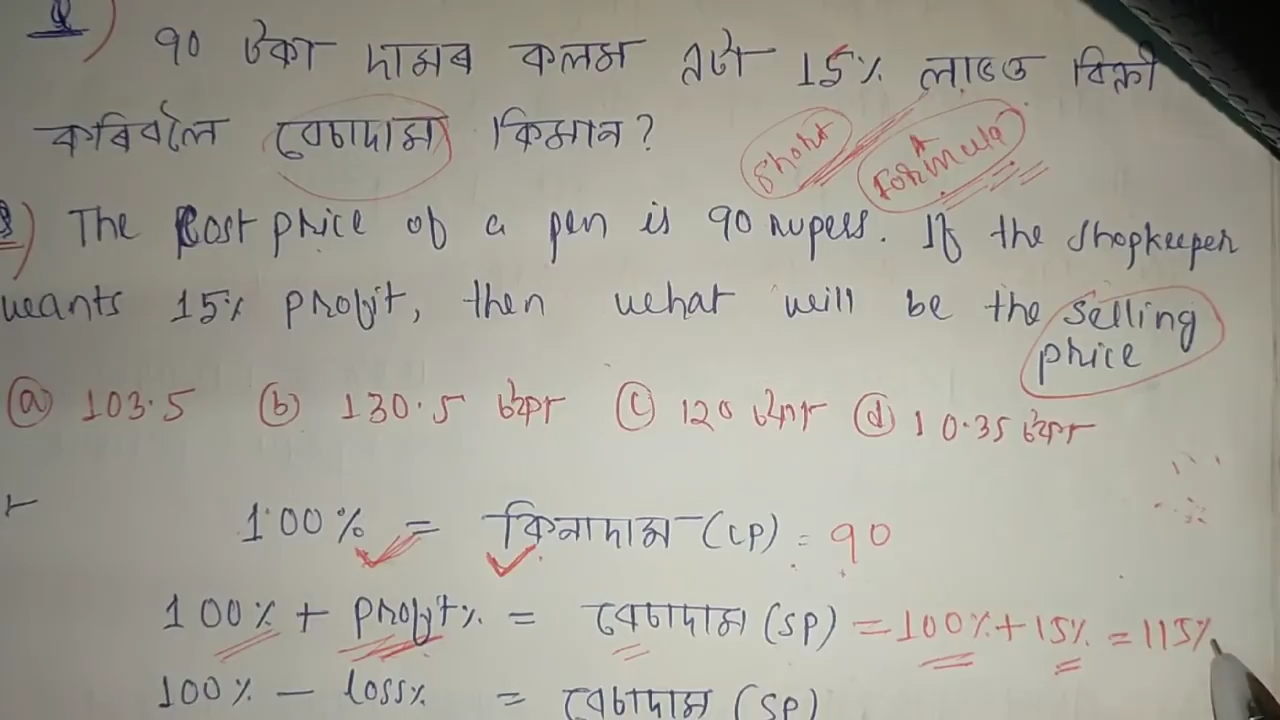 Q) 90 টকা দামৰ কলম এটা 15% লাভত বিক্ৰী
কৰিবলৈ বেচাদাম কিমান?
Short Formula
Q) The Cost price of a pen is 90 rupees. If the shopkeeper
wants 15% profit, then what will be the selling
price
(a) 103.5 (b) 130.5 টকা (c) 120 টকা (d) 10.35 টকা
100% = কিনাদাম (CP) = 90
100% + profit% = বেচাদাম (SP) = 100% + 15% = 115%
100% - loss% = বেচাদাম (SP)